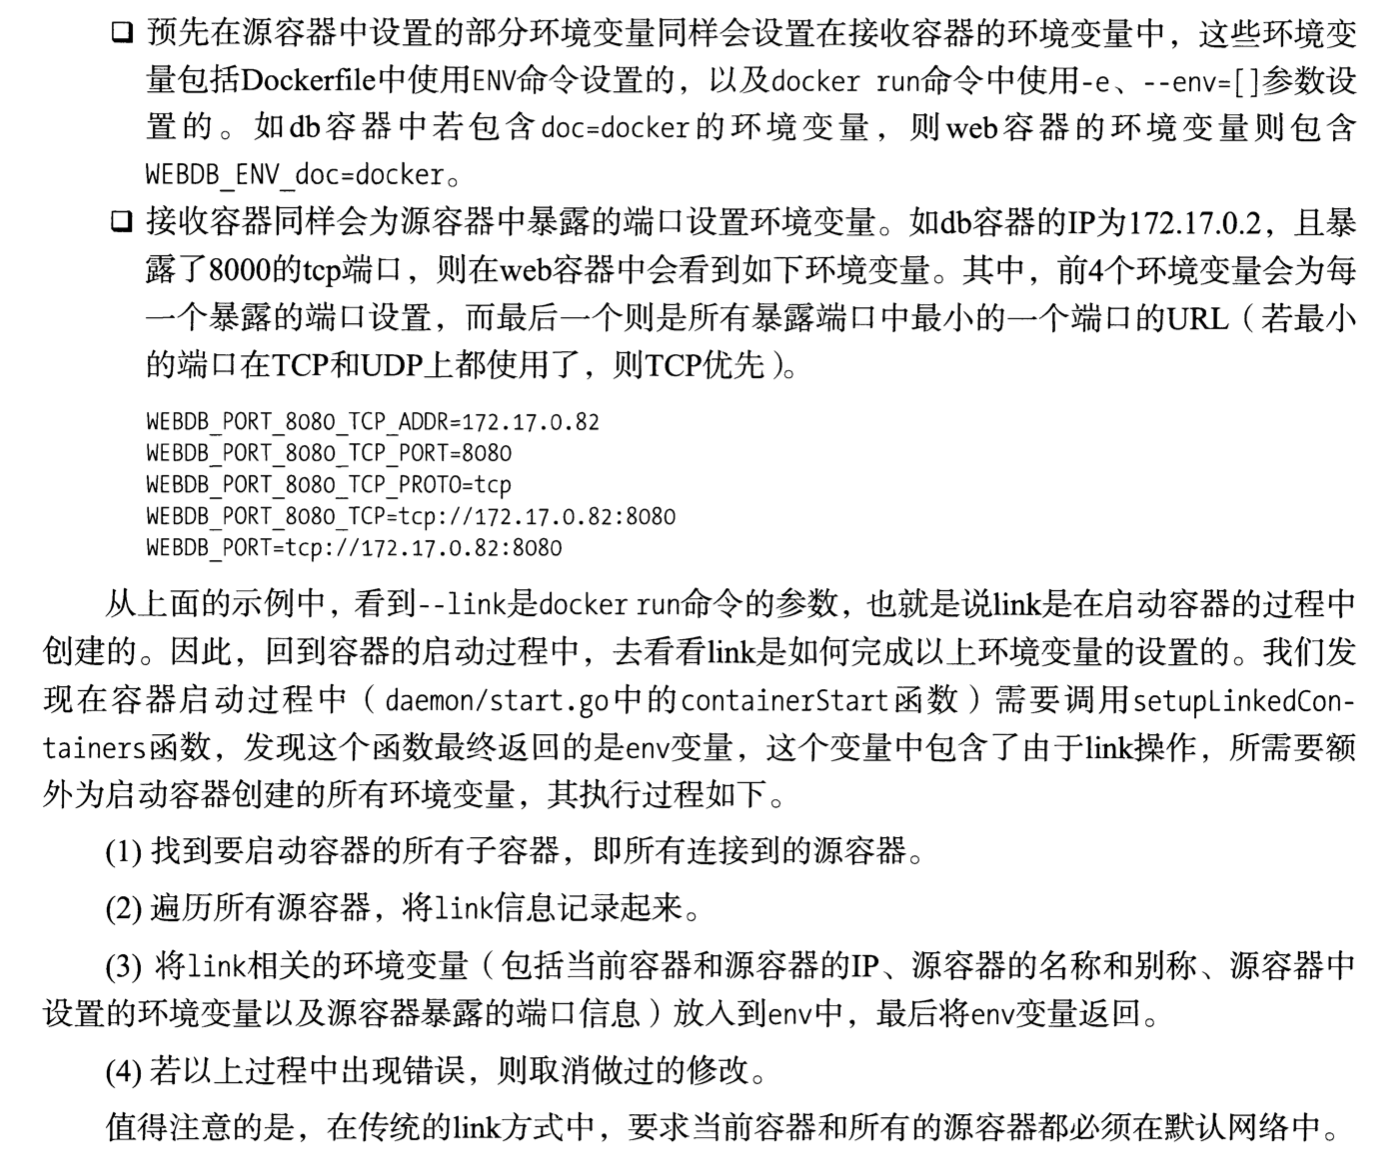 ❑ 预先在源容器中设置的部分环境变量同样会设置在接收容器的环境变量中，这些环境变
量包括Dockerfile中使用ENV命令设置的，以及docker run命令中使用-e、--env=[]参数设
置的。如db容器中若包含doc=docker的环境变量，则web容器的环境变量则包含
WEBDB_ENV_doc=docker。
❑ 接收容器同样会为源容器中暴露的端口设置环境变量。如db容器的IP为172.17.0.2，且暴
露了8000的tcp端口，则在web容器中会看到如下环境变量。其中，前4个环境变量会为每
一个暴露的端口设置，而最后一个则是所有暴露端口中最小的一个端口的URL（若最小
的端口在TCP和UDP上都使用了，则TCP优先）。
WEBDB_PORT_8080_TCP_ADDR=172.17.0.82
WEBDB_PORT_8080_TCP_PORT=8080
WEBDB_PORT_8080_TCP_PROTO=tcp
WEBDB_PORT_8080_TCP=tcp://172.17.0.82:8080
WEBDB_PORT=tcp://172.17.0.82:8080
从上面的示例中，看到--link是docker run命令的参数，也就是说link是在启动容器的过程中
创建的。因此，回到容器的启动过程中，去看看link是如何完成以上环境变量的设置的。我们发
现在容器启动过程中（daemon/start.go中的containerStart函数）需要调用setupLinkedCon-
tainers函数，发现这个函数最终返回的是env变量，这个变量中包含了由于link操作，所需要额
外为启动容器创建的所有环境变量，其执行过程如下。
(1) 找到要启动容器的所有子容器，即所有连接到的源容器。
(2) 遍历所有源容器，将link信息记录起来。
(3) 将link相关的环境变量（包括当前容器和源容器的IP、源容器的名称和别称、源容器中
设置的环境变量以及源容器暴露的端口信息）放入到env中，最后将env变量返回。
(4) 若以上过程中出现错误，则取消做过的修改。
值得注意的是，在传统的link方式中，要求当前容器和所有的源容器都必须在默认网络中。